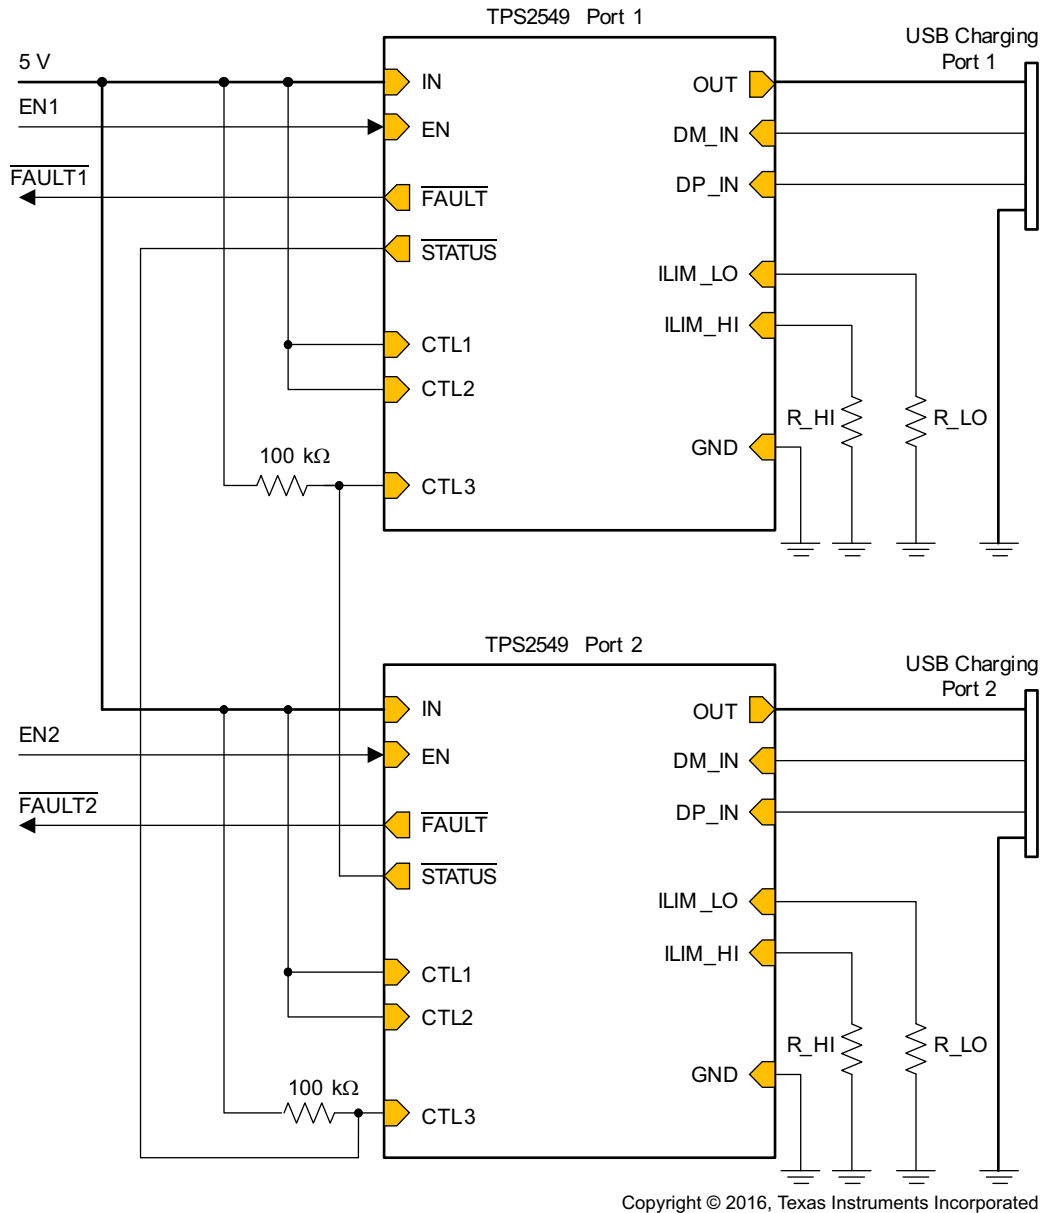 TPS2549 Port 1
USB Charging
Port 1
5 V
IN
OUT
EN1
EN
DM_IN
FAULT1
FAULT
DP_IN
STATUS
ILIM_LO
ILIM_HI
CTL1
CTL2
R_HI
R_LO
GND
100 kΩ
CTL3
TPS2549 Port 2
USB Charging
Port 2
IN
OUT
EN2
EN
DM_IN
FAULT2
FAULT
DP_IN
STATUS
ILIM_LO
ILIM_HI
CTL1
CTL2
R_HI
R_LO
GND
100 kΩ
CTL3
Copyright © 2016, Texas Instruments Incorporated